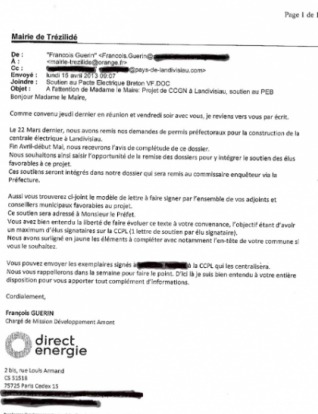 Page 1 de 1
Mairie de Trézilidé
De : "Francois Guerin" <Francois.Guerin@
À : <mairie-trezilide@orange.fr>
Cc : @pays-de-landivisiau.com>
Envoyé : lundi 15 avril 2013 09:07
Joindre : Soutien au Pacte Electrique Breton VF.DOC
Objet : A l'attention de Madame le Maire: Projet de CCGN à Landivisiau, soutien au PEB
Bonjour Madame le Maire,
Comme convenu jeudi dernier en réunion et vendredi soir avec vous, je reviens vers vous par écrit.
Le 22 Mars dernier, nous avons remis nos demandes de permis préfectoraux pour la construction de la
centrale électrique à Landivisiau.
Fin Avril-début Mai, nous recevrons l'avis de complétude de ce dossier.
Nous souhaitons ainsi saisir l'opportunité de la remise des dossiers pour y intégrer le soutien des élus
favorables à ce projet.
Ces soutiens seront intégrés dans notre dossier qui sera remis au commissaire enquêteur via la
Préfecture.
Aussi vous trouverez ci-joint le modèle de lettre à faire signer par l'ensemble de vos adjoints et
conseillers municipaux favorables au projet.
Ce soutien sera adressé à Monsieur le Préfet.
Vous avez bien entendu la liberté de faire évoluer ce texte à votre convenance, l'objectif étant d'avoir
un maximum d'élus signataires sur la CCPL (1 lettre de soutien par élu signataire).
Nous avons surligné en jaune les éléments à compléter avec notamment l'en-tête de votre commune si
vous le souhaitez.
Vous pouvez envoyer les exemplaires signés à à la CCPL qui les centralisera.
Nous vous rappellerons dans la semaine pour faire le point. D'ici là je suis bien entendu à votre entière
disposition pour vous apporter tout complément d'informations.
Cordialement,
François GUERIN
Chargé de Mission Développement Amont
direct
energie
2 bis, rue Louis Armand
CS 51518
75725 Paris Cedex 15